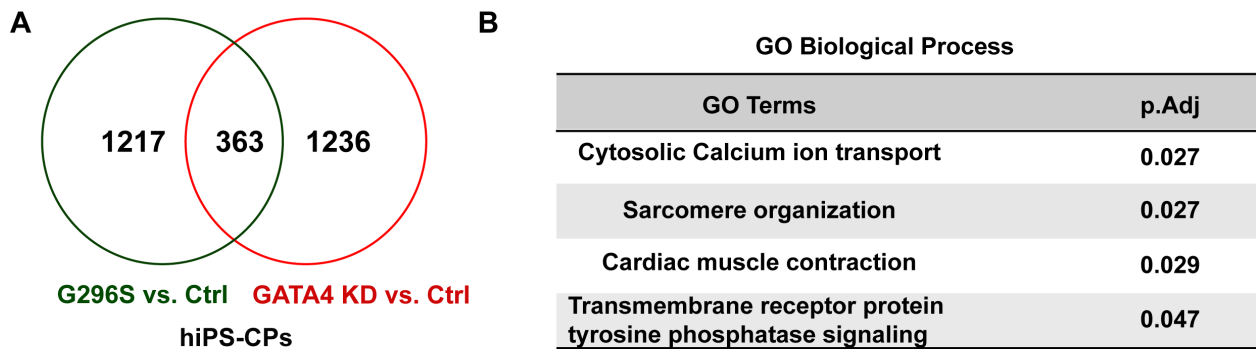 A
1217
363
1236
G296S vs. Ctrl
GATA4 KD vs. Ctrl
hiPS-CPs
B
GO Biological Process
GO Terms p.Adj
Cytosolic Calcium ion transport 0.027
Sarcomere organization 0.027
Cardiac muscle contraction 0.029
Transmembrane receptor protein
tyrosine phosphatase signaling 0.047